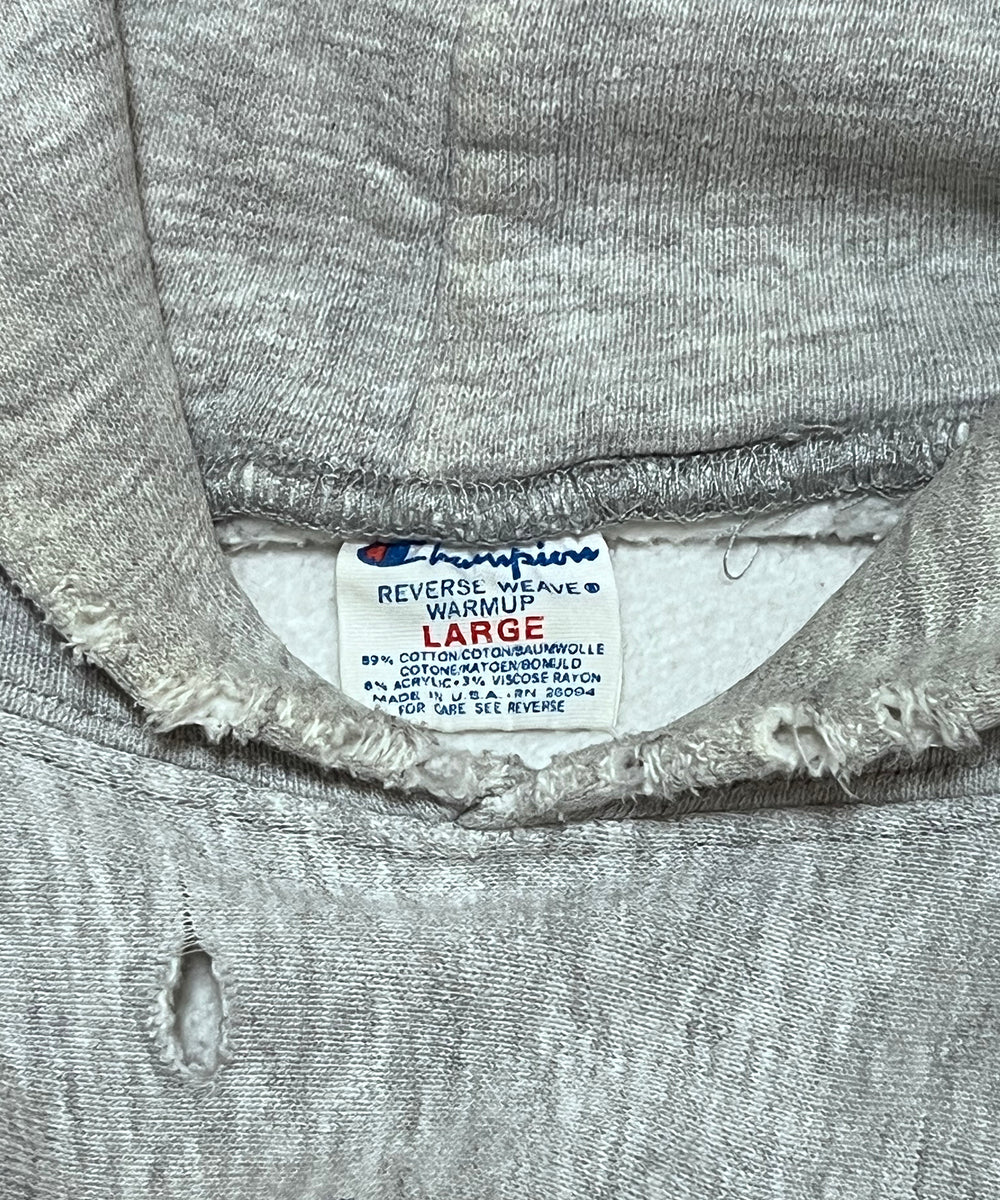 Champion
REVERSE WEAVE®
WARMUP
LARGE
89% COTTON/COTON/BAUMWOLLE
COTONE/KATOEN/BOMULD
8% ACRYLIC • 3% VISCOSE RAYON
MADE IN U.S.A. • RN 26094
FOR CARE SEE REVERSE